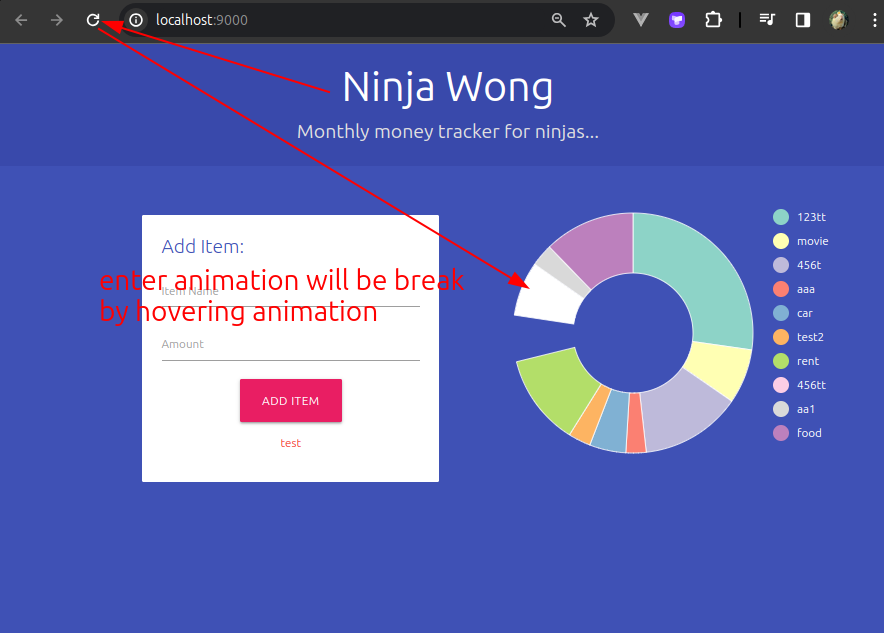 localhost:9000
Ninja Wong
Monthly money tracker for ninjas...
Add Item:
enter animation will be break
by hovering animation
Item Name
Amount
ADD ITEM
test
123tt
movie
456t
aaa
car
test2
rent
456tt
aa1
food